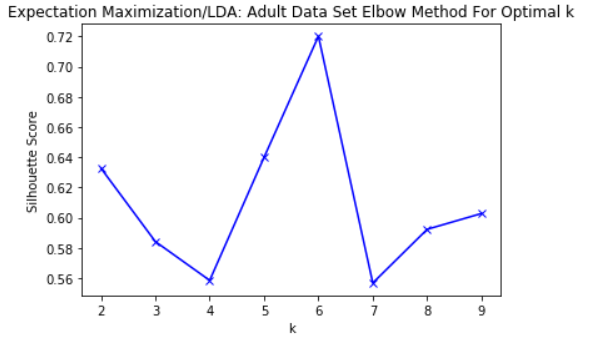 Expectation Maximization/LDA: Adult Data Set Elbow Method For Optimal k
0.72
0.70
0.68
0.66
0.64
0.62
0.60
0.58
0.56
Silhouette Score
2 3 4 5 6 7 8 9
k